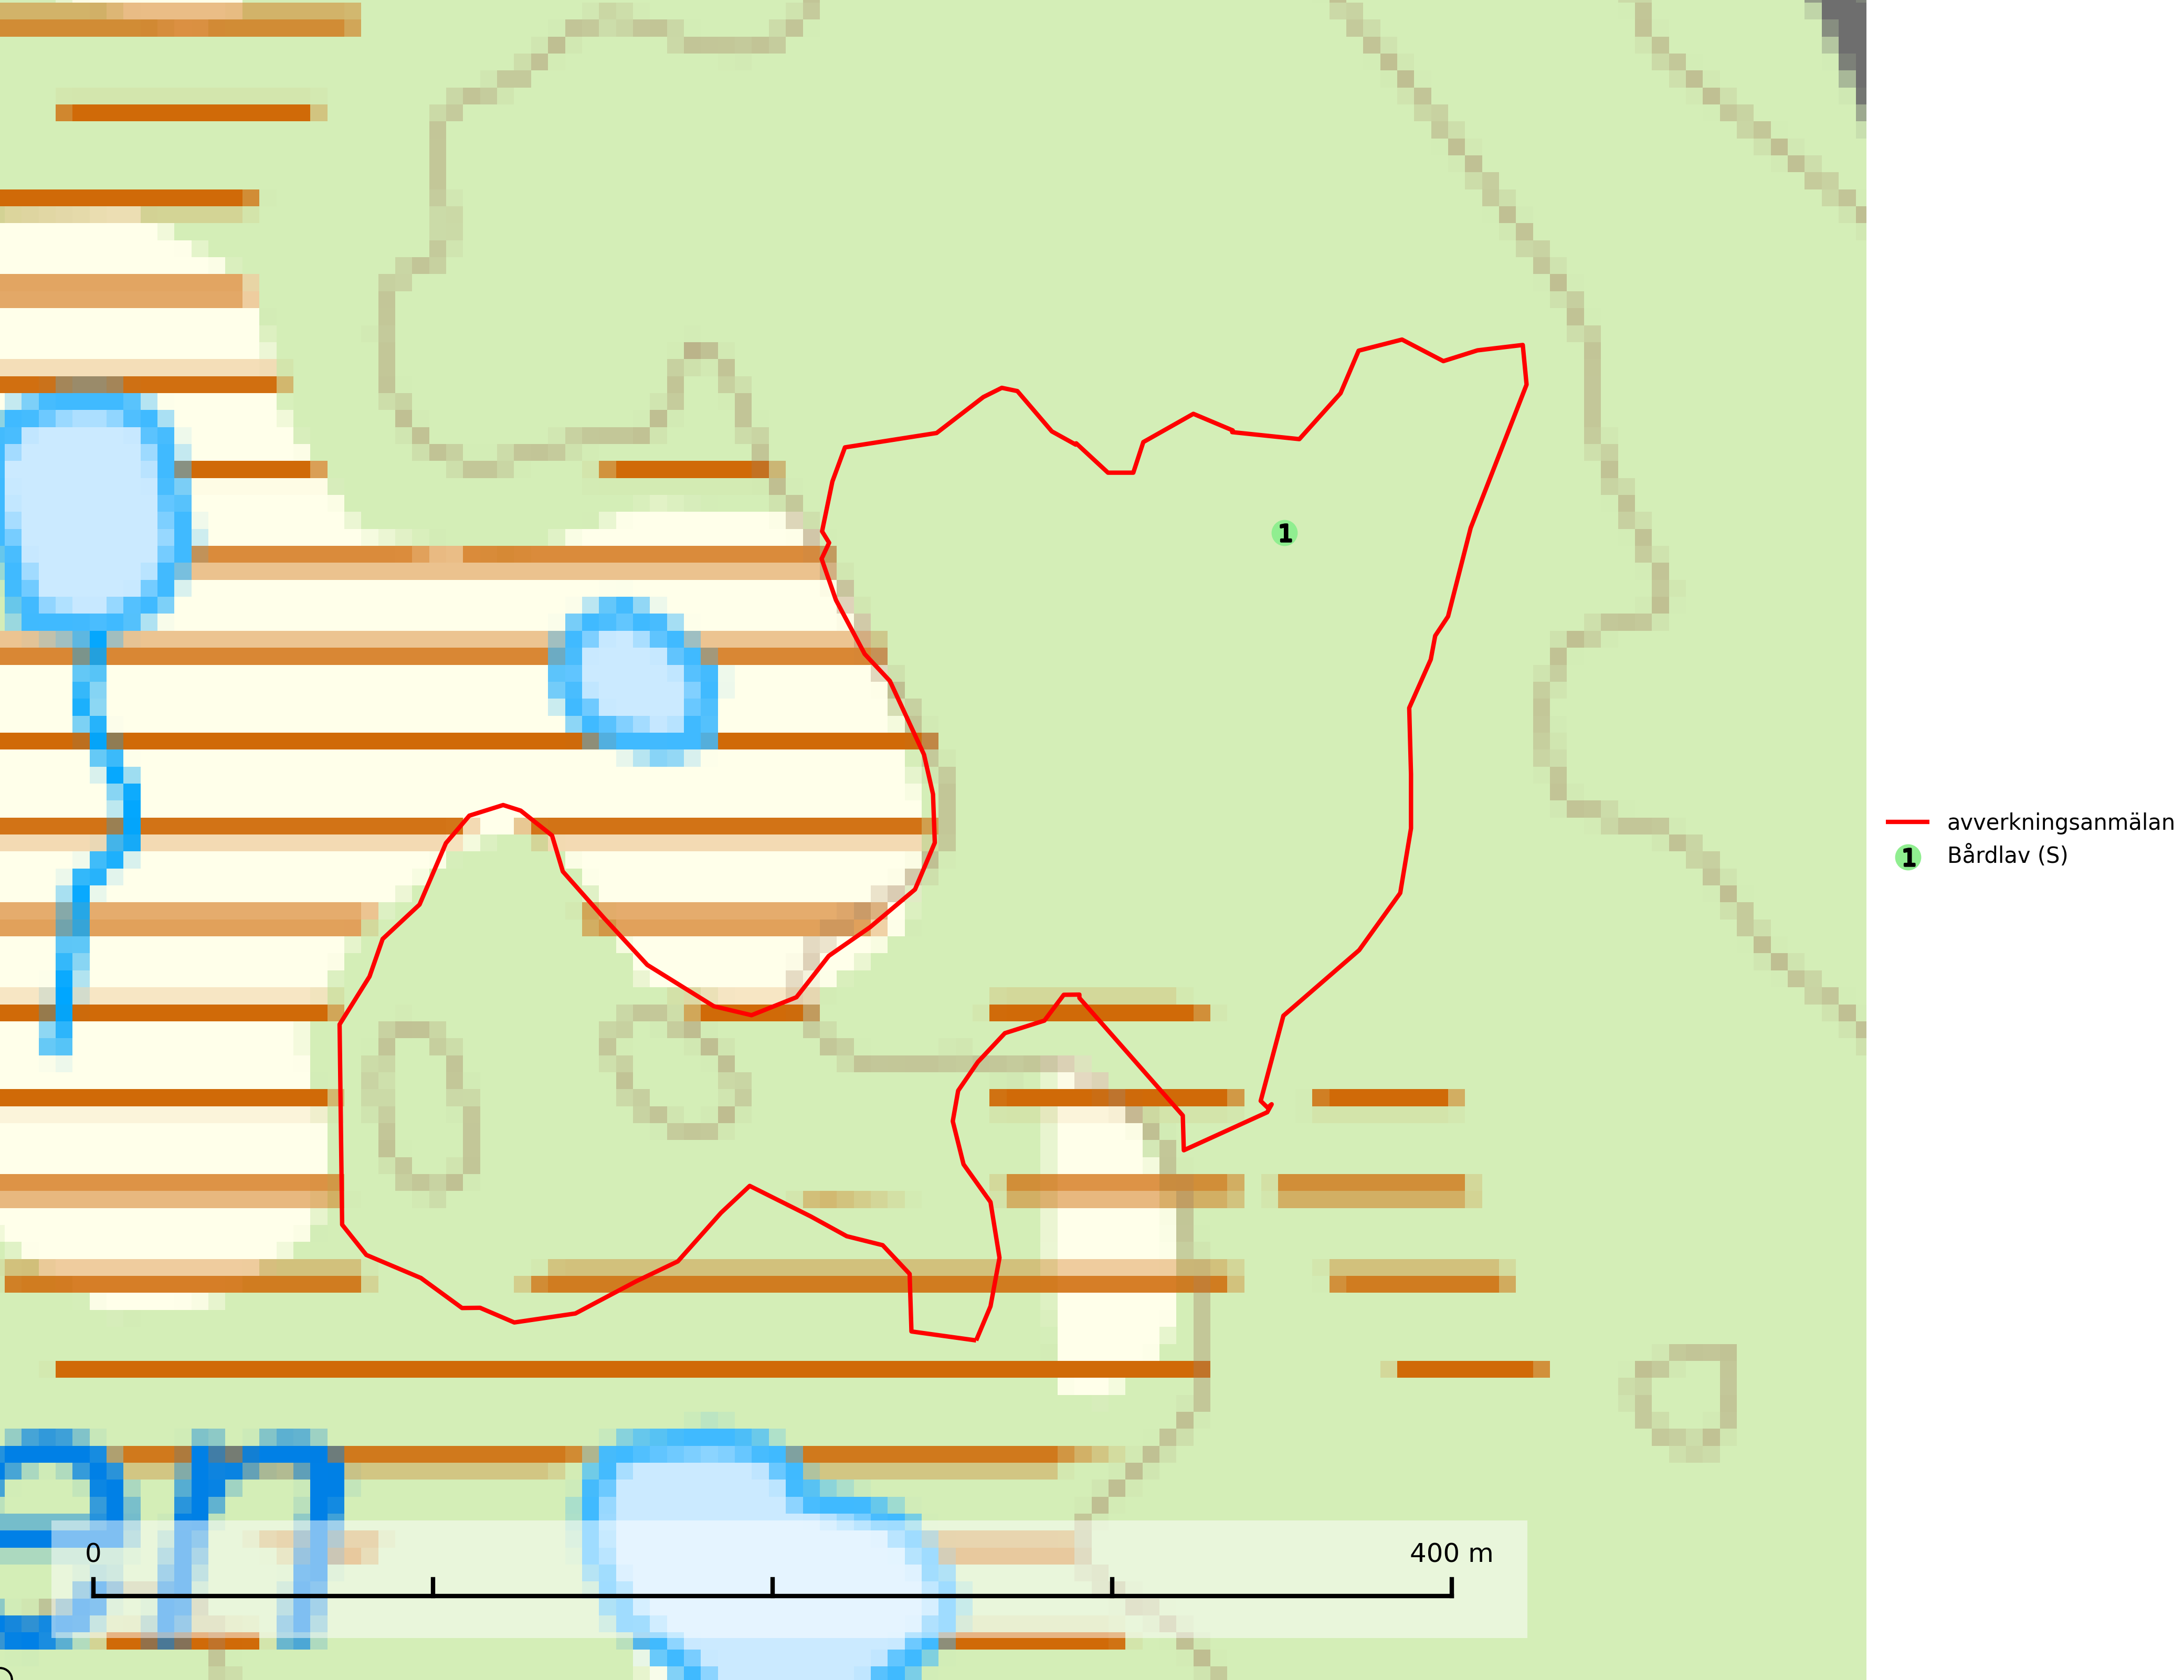 1
avverkningsanmälan
1 Bårdlav (S)
0 400 m